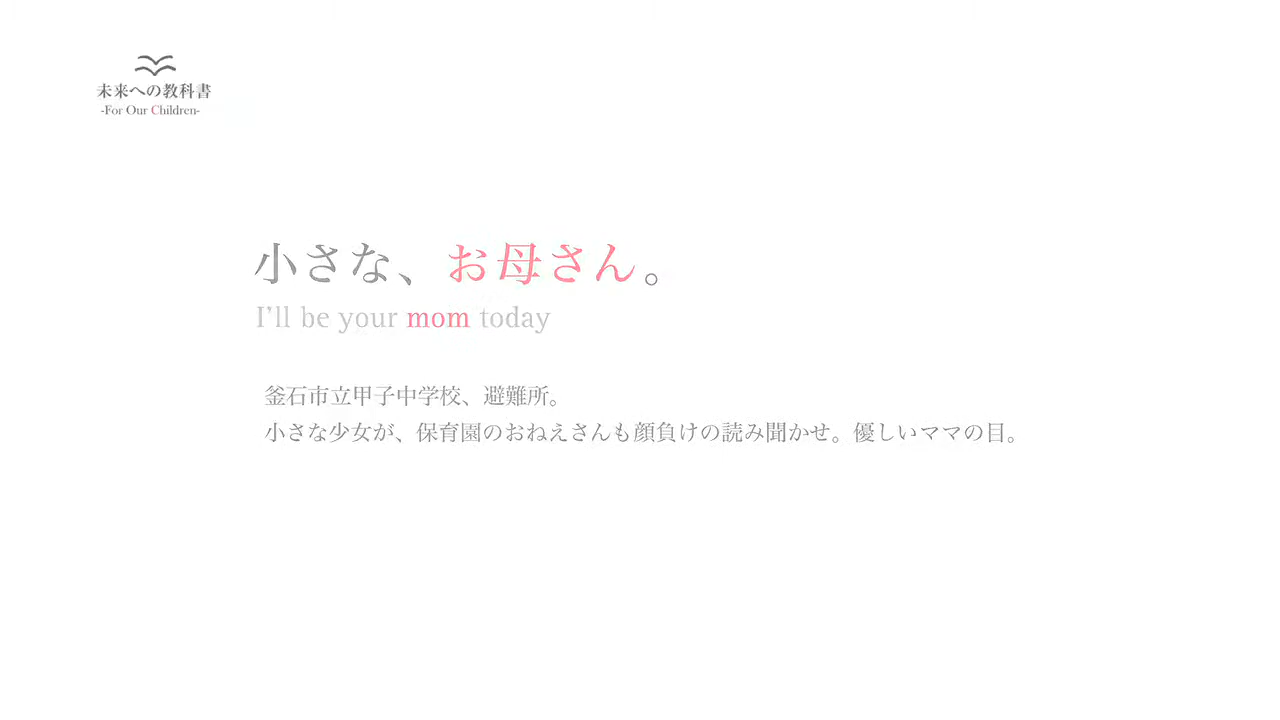 未来への教科書
-For Our Children-
小さな、お母さん。
I'll be your mom today
釜石市立甲子中学校、避難所。
小さな少女が、保育園のおねえさんも顔負けの読み聞かせ。優しいママの目。